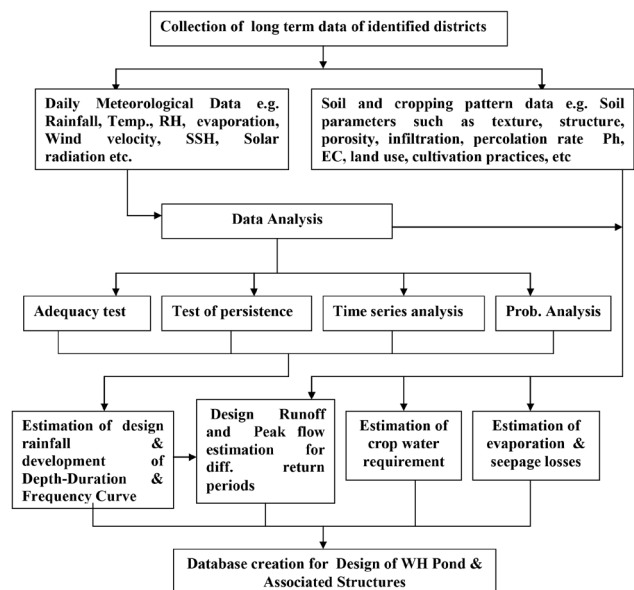 Collection of long term data of identified districts
Daily Meteorological Data e.g.
Rainfall, Temp., RH, evaporation,
Wind velocity, SSH, Solar
radiation etc.
Soil and cropping pattern data e.g. Soil
parameters such as texture, structure,
porosity, infiltration, percolation rate Ph,
EC, land use, cultivation practices, etc
Data Analysis
Adequacy test
Test of persistence
Time series analysis
Prob. Analysis
Estimation of design
rainfall &
development of
Depth-Duration &
Frequency Curve
Design Runoff
and Peak flow
estimation for
diff. return
periods
Estimation of
crop water
requirement
Estimation of
evaporation &
seepage losses
Database creation for Design of WH Pond &
Associated Structures